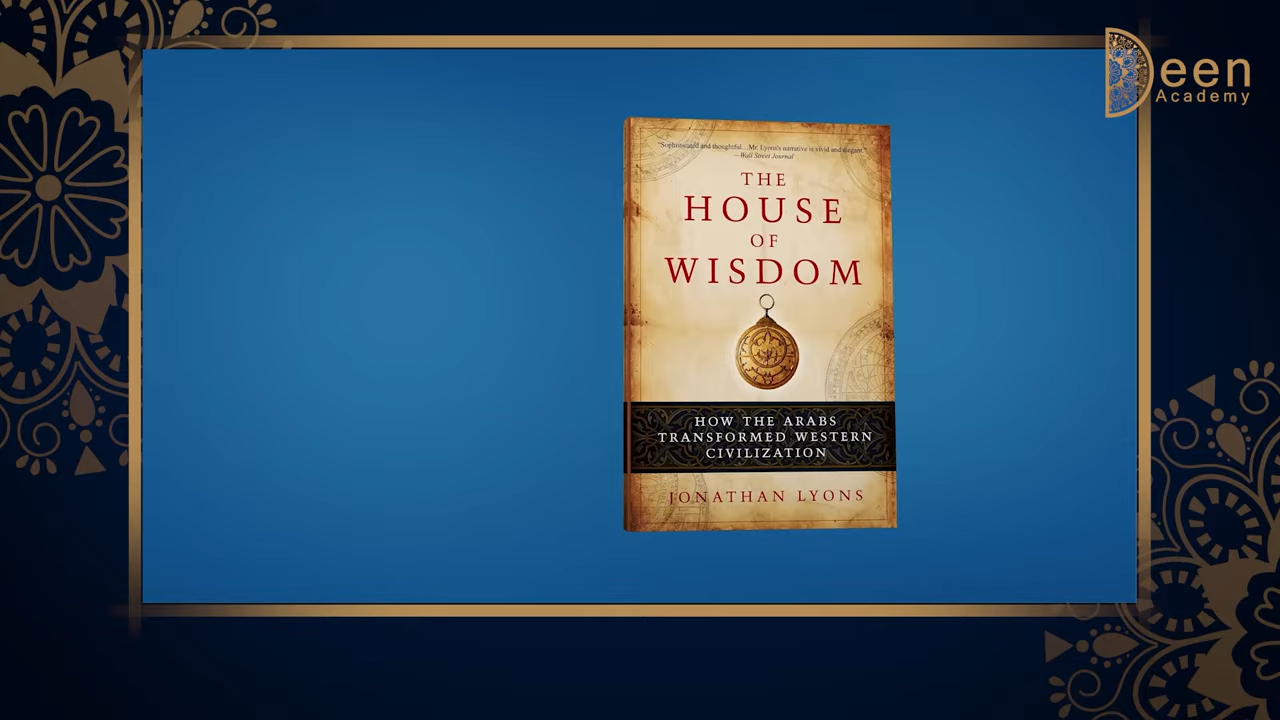 "Sophisticated and thoughtful...Mr. Lyons's narrative is vivid and elegant."
—Wall Street Journal
THE
HOUSE
OF
WISDOM
HOW THE ARABS
TRANSFORMED WESTERN
CIVILIZATION
JONATHAN LYONS
Deen
Academy